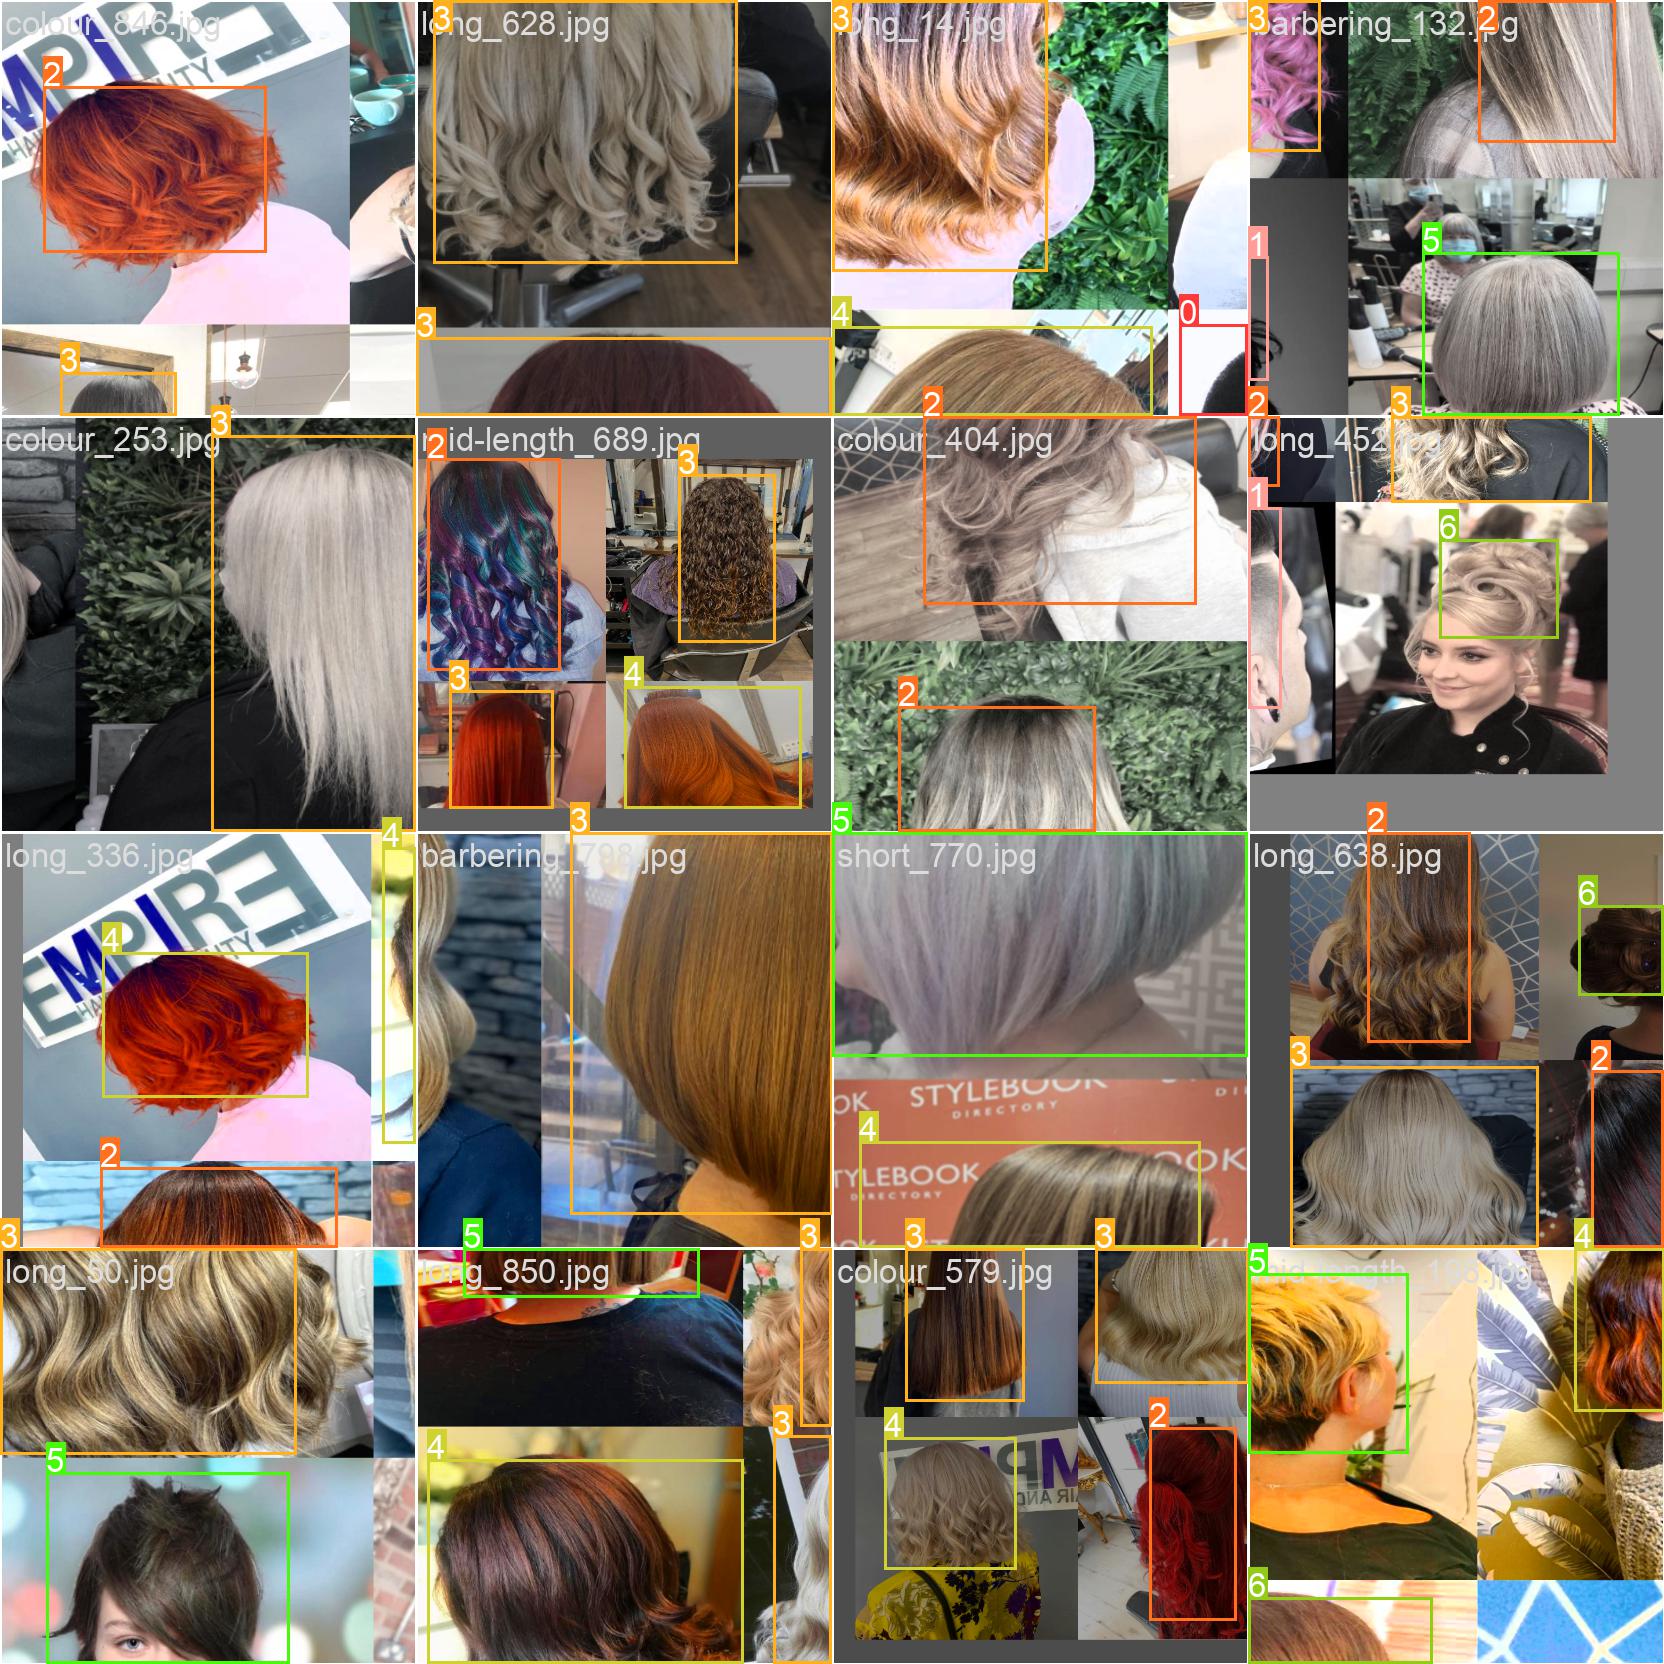 colour_846.jpg
long_628.jpg
long_14.jpg
barbering_132.jpg
EMPIRE
2
3
3
3
2
1
5
3
3
4
0
colour_253.jpg
mid-length_689.jpg
colour_404.jpg
long_452.jpg
3
2
3
2
2
3
1
6
3
4
2
long_336.jpg
barbering_798.jpg
short_770.jpg
long_638.jpg
4
3
5
2
EMPIRE
4
6
3
2
STYLEBOOK
DIRECTORY
2
4
STYLEBOOK
DIRECTORY
long_50.jpg
long_850.jpg
colour_579.jpg
mid-length_196.jpg
3
5
3
3
3
5
4
5
4
3
4
2
6